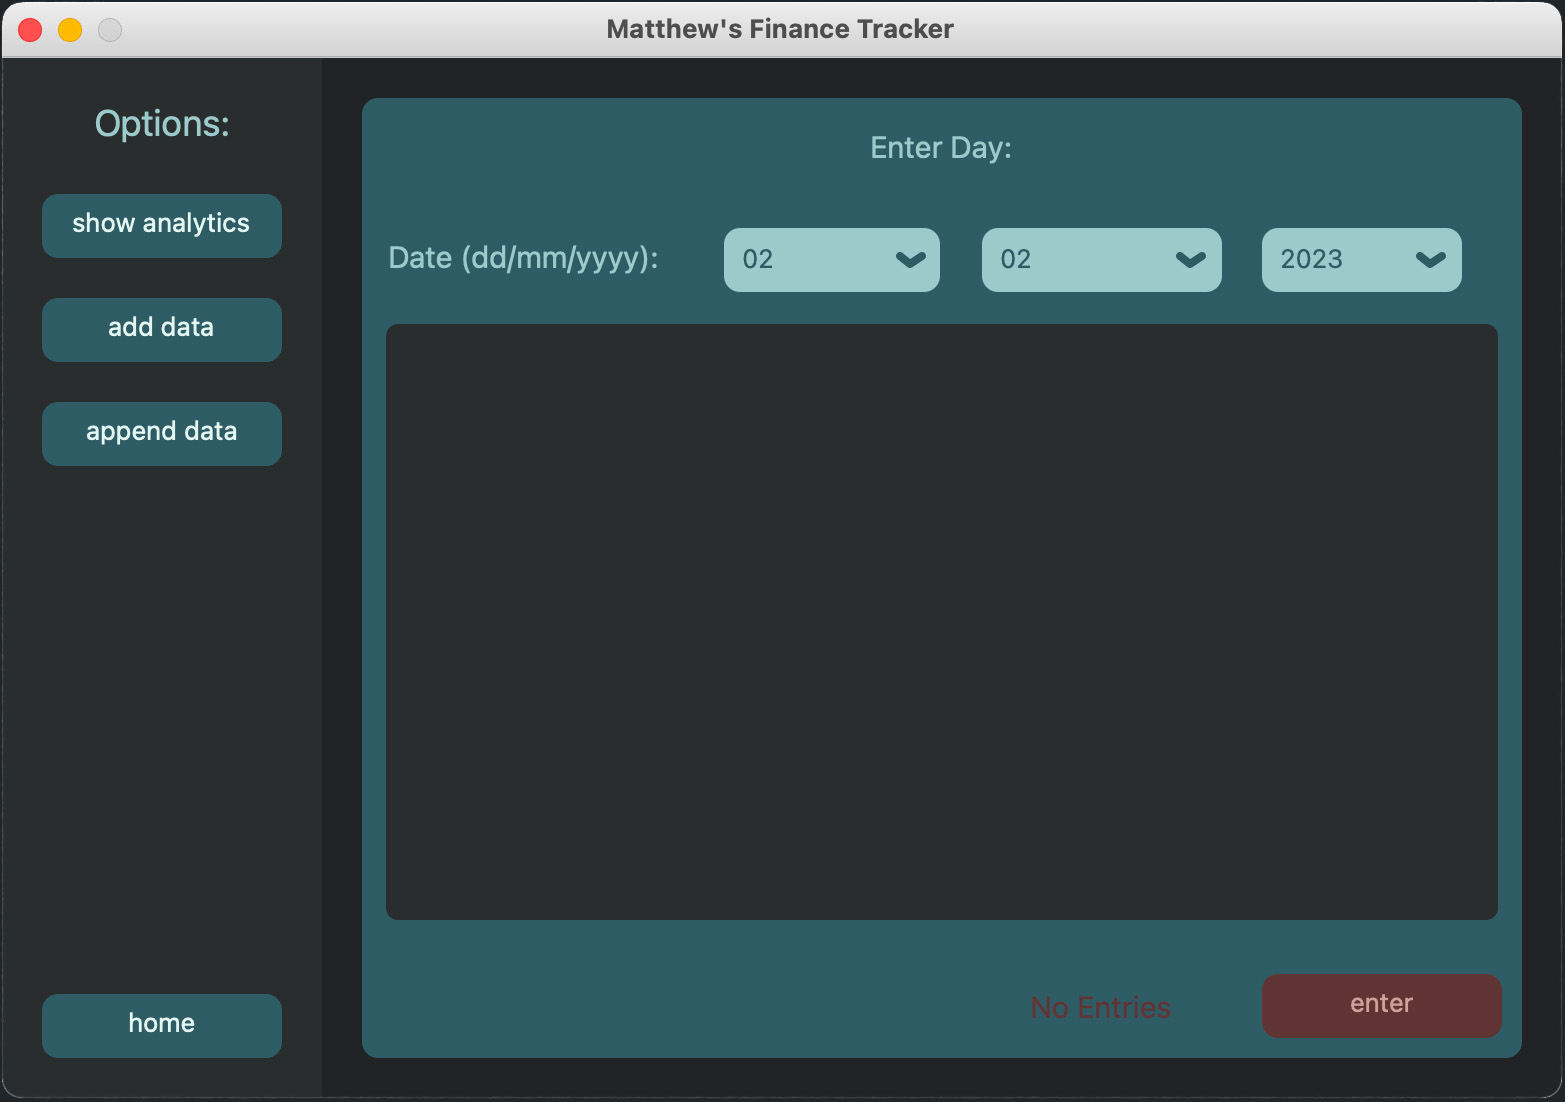 Matthew's Finance Tracker
Options:
show analytics
add data
append data
home
Enter Day:
Date (dd/mm/yyyy): 02 02 2023
No Entries enter